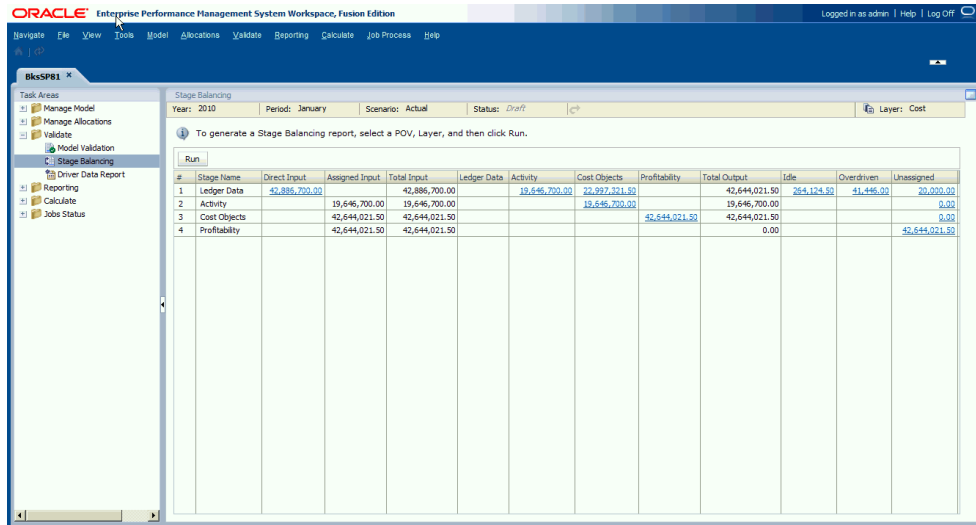 ORACLE Enterprise Performance Management System Workspace, Fusion Edition
Logged in as admin | Help | Log Off
Navigate File View Tools Model Allocations Validate Reporting Calculate Job Process Help
BksSP81 ×
Task Areas
Manage Model
Manage Allocations
Validate
Model Validation
Stage Balancing
Driver Data Report
Reporting
Calculate
Jobs Status
Stage Balancing
Year: 2010 Period: January Scenario: Actual Status: Draft Layer: Cost
To generate a Stage Balancing report, select a POV, Layer, and then click Run.
Run
# Stage Name Direct Input Assigned Input Total Input Ledger Data Activity Cost Objects Profitability Total Output Idle Overdriven Unassigned
1 Ledger Data 42,886,700.00 42,886,700.00 19,646,700.00 22,997,321.50 42,644,021.50 264,124.50 41,446.00 20,000.00
2 Activity 19,646,700.00 19,646,700.00 19,646,700.00 19,646,700.00 0.00
3 Cost Objects 42,644,021.50 42,644,021.50 42,644,021.50 42,644,021.50 0.00
4 Profitability 42,644,021.50 42,644,021.50 0.00 42,644,021.50